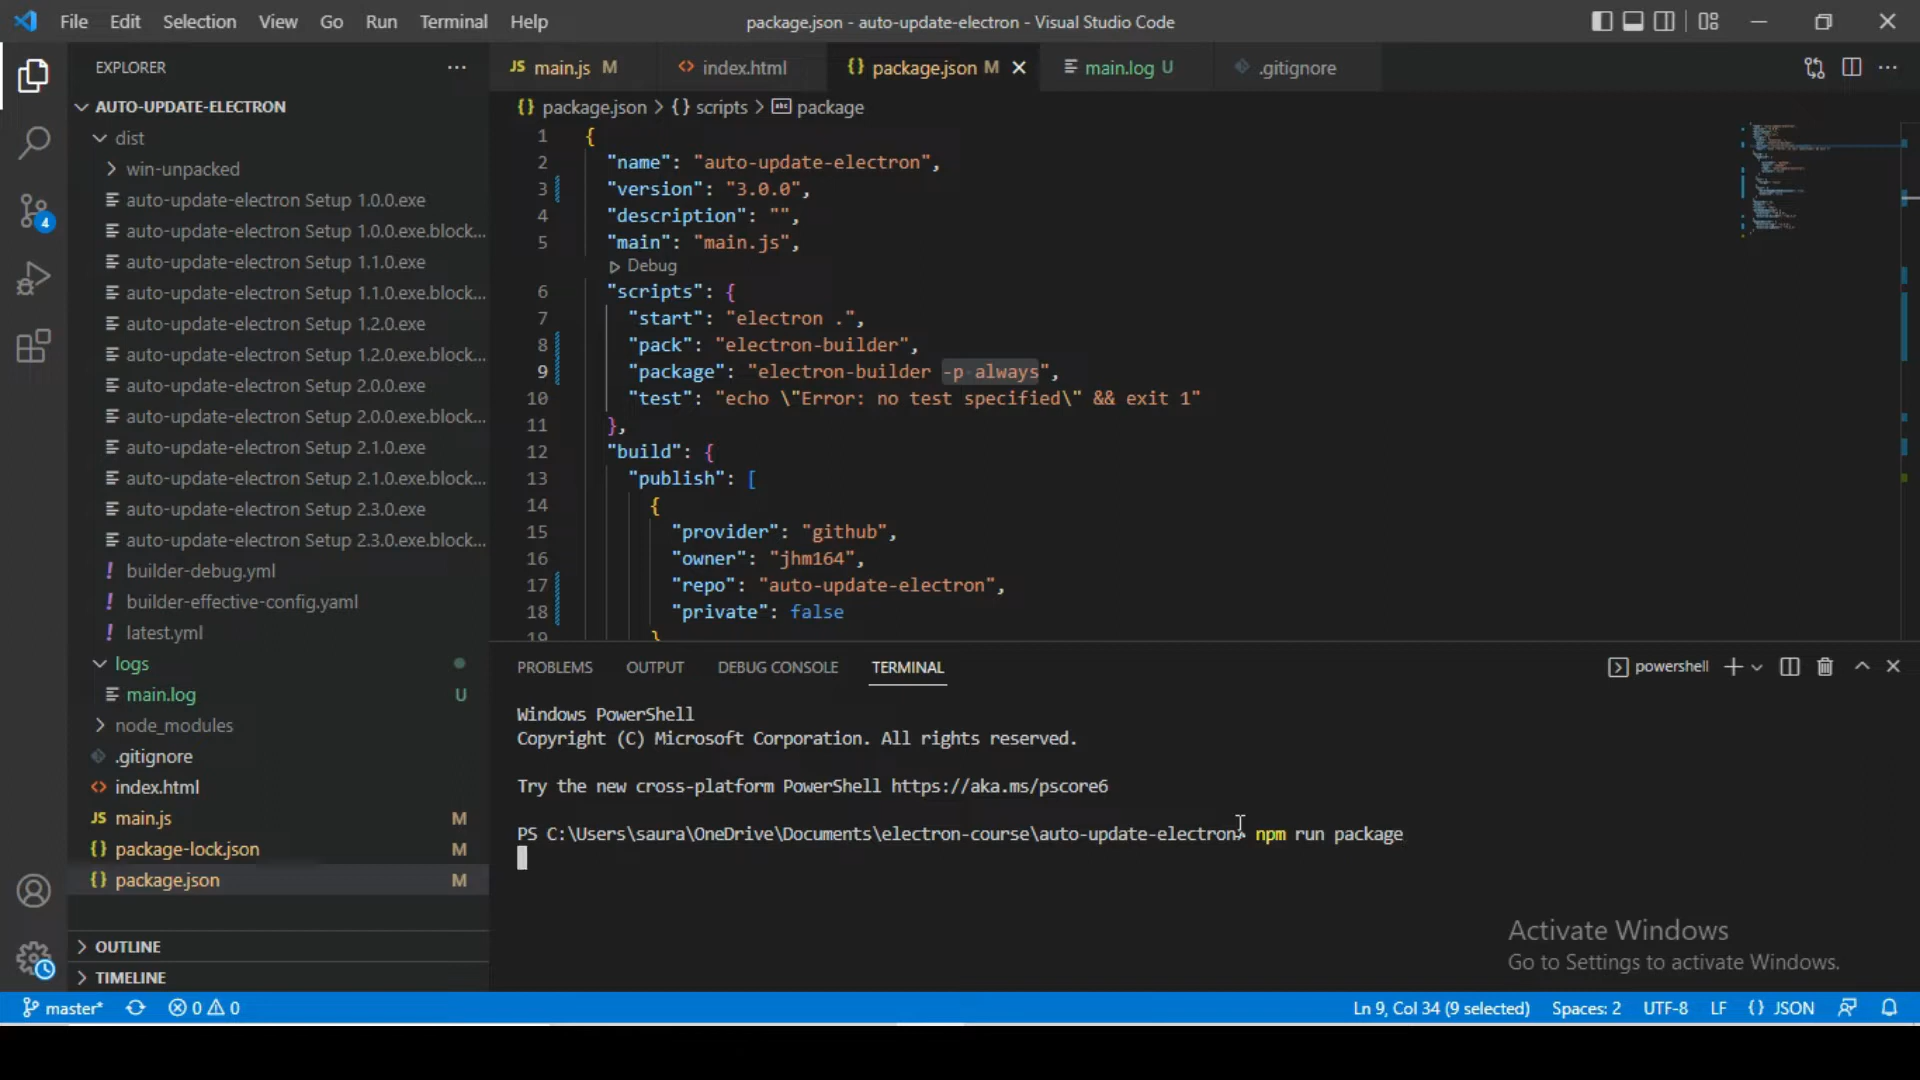 File Edit Selection View Go Run Terminal Help
package.json - auto-update-electron - Visual Studio Code
EXPLORER
AUTO-UPDATE-ELECTRON
dist
win-unpacked
auto-update-electron Setup 1.0.0.exe
auto-update-electron Setup 1.0.0.exe.block...
auto-update-electron Setup 1.1.0.exe
auto-update-electron Setup 1.1.0.exe.block...
auto-update-electron Setup 1.2.0.exe
auto-update-electron Setup 1.2.0.exe.block...
auto-update-electron Setup 2.0.0.exe
auto-update-electron Setup 2.0.0.exe.block...
auto-update-electron Setup 2.1.0.exe
auto-update-electron Setup 2.1.0.exe.block...
auto-update-electron Setup 2.3.0.exe
auto-update-electron Setup 2.3.0.exe.block...
! builder-debug.yml
! builder-effective-config.yaml
! latest.yml
logs
main.log U
node_modules
.gitignore
<> index.html
JS main.js M
{} package-lock.json M
{} package.json M
OUTLINE
TIMELINE
4
JS main.js M
<> index.html
{} package.json M
main.log U
.gitignore
{} package.json > {} scripts > abc package
1 {
2 "name": "auto-update-electron",
3 "version": "3.0.0",
4 "description": "",
5 "main": "main.js",
Debug
6 "scripts": {
7 "start": "electron .",
8 "pack": "electron-builder",
9 "package": "electron-builder -p always",
10 "test": "echo \"Error: no test specified\" && exit 1"
11 },
12 "build": {
13 "publish": [
14 {
15 "provider": "github",
16 "owner": "jhm164",
17 "repo": "auto-update-electron",
18 "private": false
19 }
PROBLEMS OUTPUT DEBUG CONSOLE TERMINAL
powershell
Windows PowerShell
Copyright (C) Microsoft Corporation. All rights reserved.
Try the new cross-platform PowerShell https://aka.ms/pscore6
PS C:\Users\saura\OneDrive\Documents\electron-course\auto-update-electron> npm run package
Activate Windows
Go to Settings to activate Windows.
master* 0 0
Ln 9, Col 34 (9 selected) Spaces: 2 UTF-8 LF {} JSON